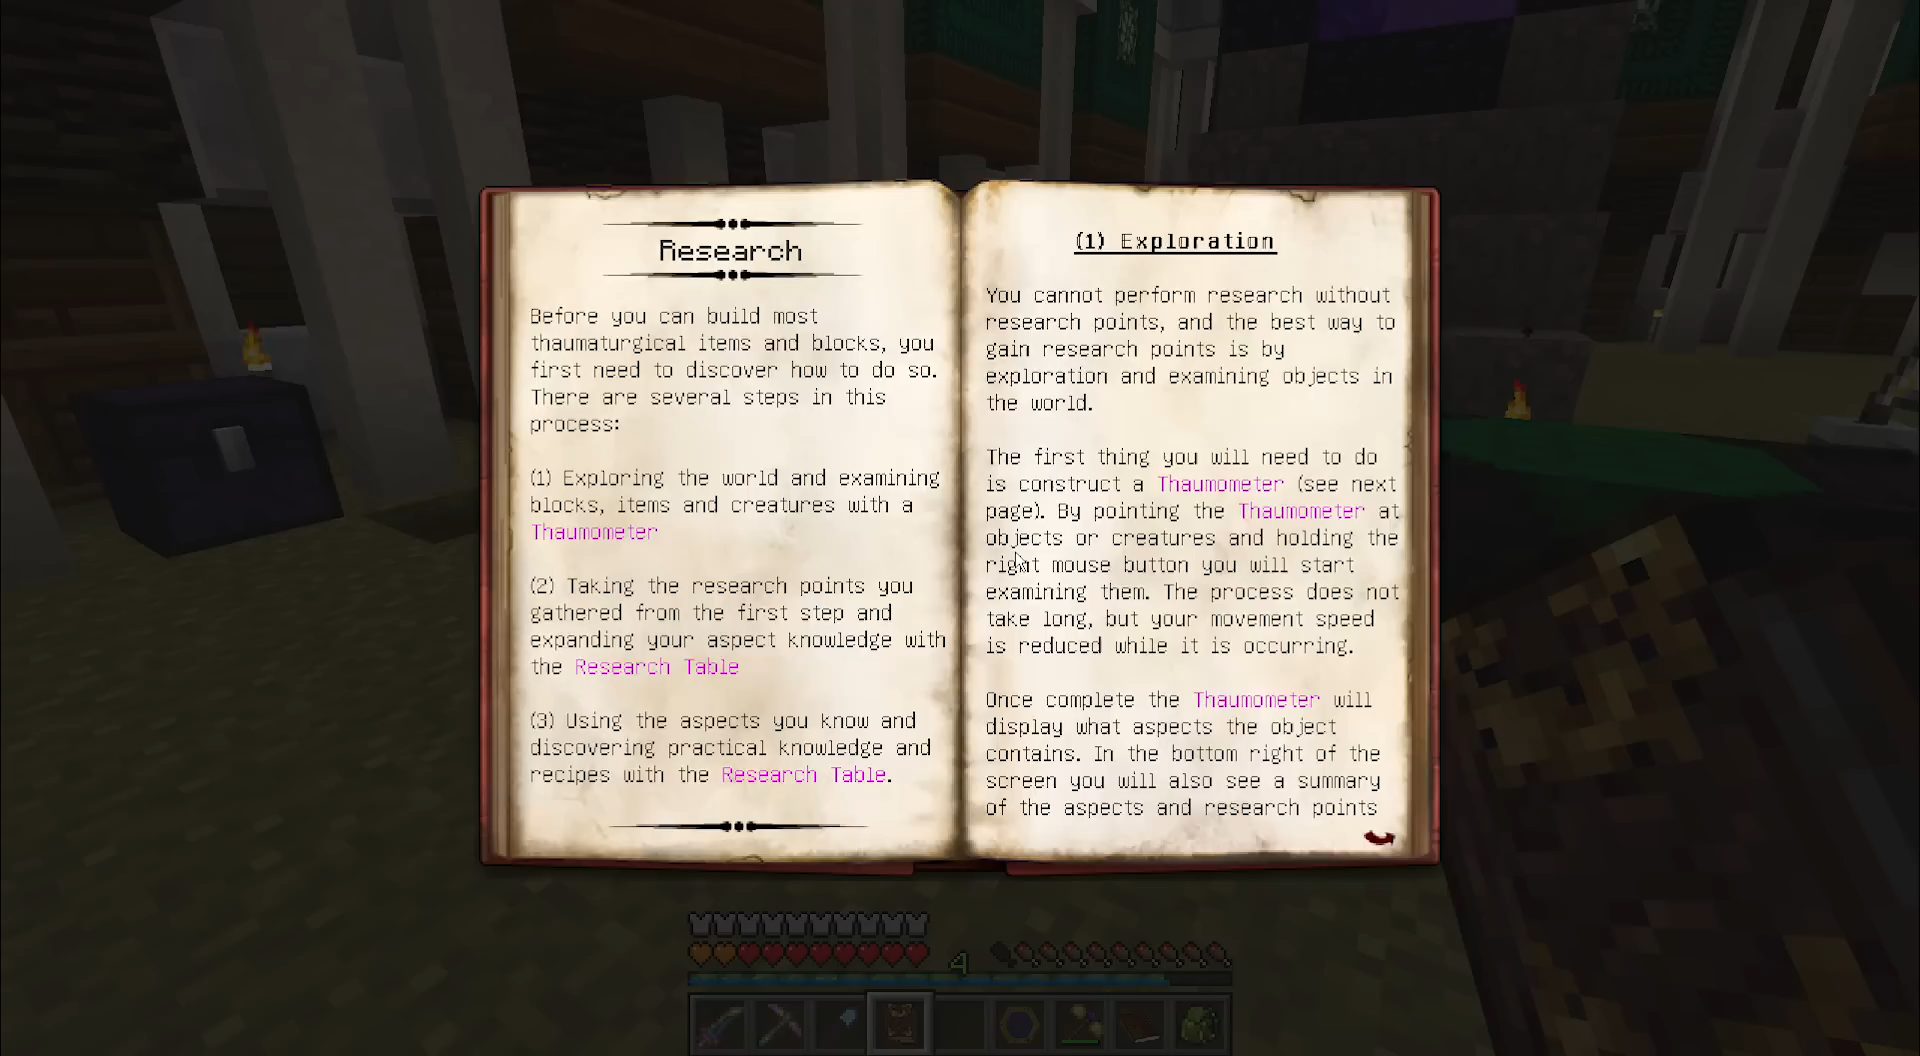 Research
Before you can build most
thaumaturgical items and blocks, you
first need to discover how to do so.
There are several steps in this
process:
(1) Exploring the world and examining
blocks, items and creatures with a
Thaumometer
(2) Taking the research points you
gathered from the first step and
expanding your aspect knowledge with
the Research Table
(3) Using the aspects you know and
discovering practical knowledge and
recipes with the Research Table.
(1) Exploration
You cannot perform research without
research points, and the best way to
gain research points is by
exploration and examining objects in
the world.
The first thing you will need to do
is construct a Thaumometer (see next
page). By pointing the Thaumometer at
objects or creatures and holding the
right mouse button you will start
examining them. The process does not
take long, but your movement speed
is reduced while it is occurring.
Once complete the Thaumometer will
display what aspects the object
contains. In the bottom right of the
screen you will also see a summary
of the aspects and research points
4